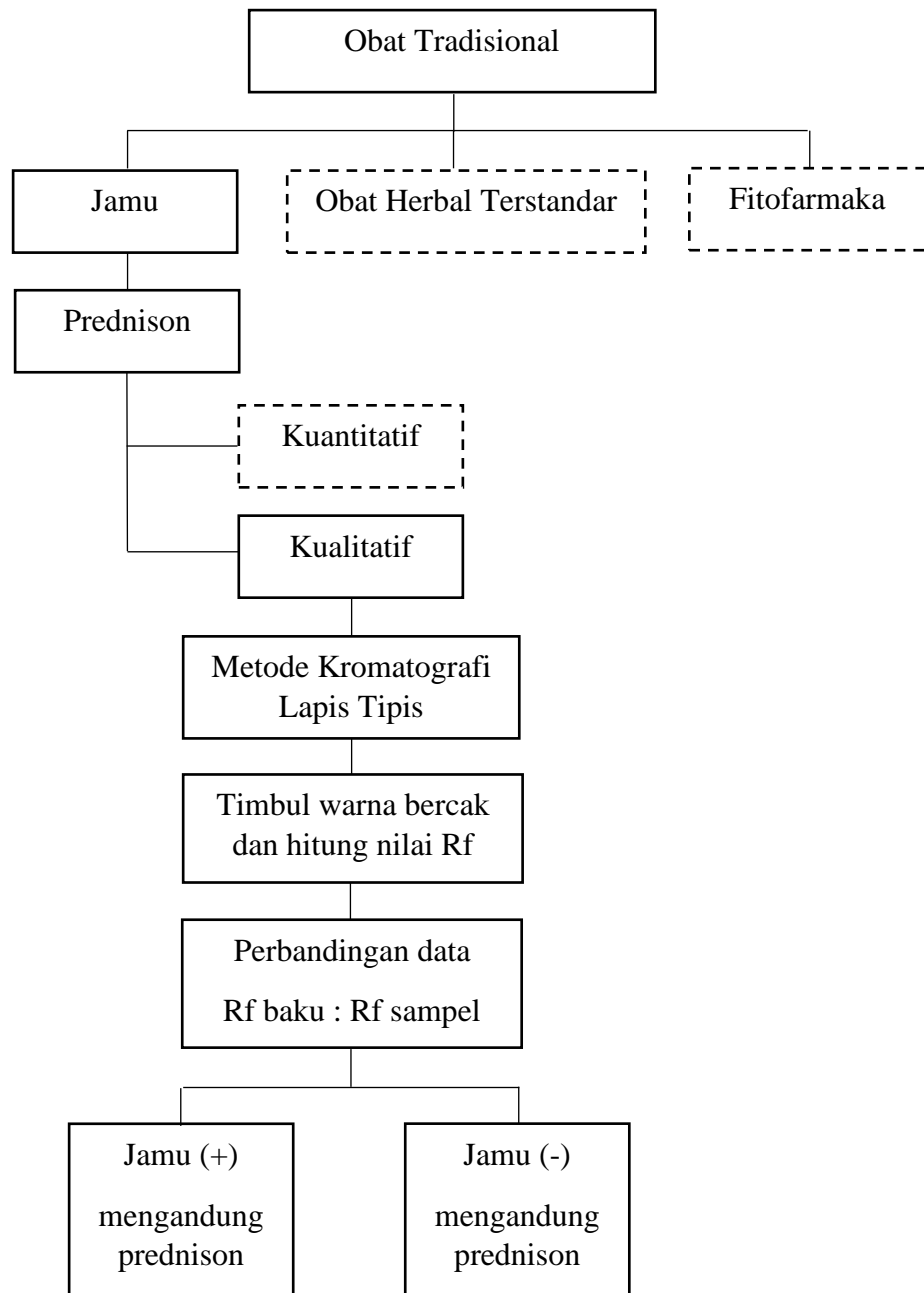 Obat Tradisional
Jamu
Obat Herbal Terstandar
Fitofarmaka
Prednison
Kuantitatif
Kualitatif
Metode Kromatografi
Lapis Tipis
Timbul warna bercak
dan hitung nilai Rf
Perbandingan data
Rf baku : Rf sampel
Jamu (+)
mengandung
prednison
Jamu (-)
mengandung
prednison